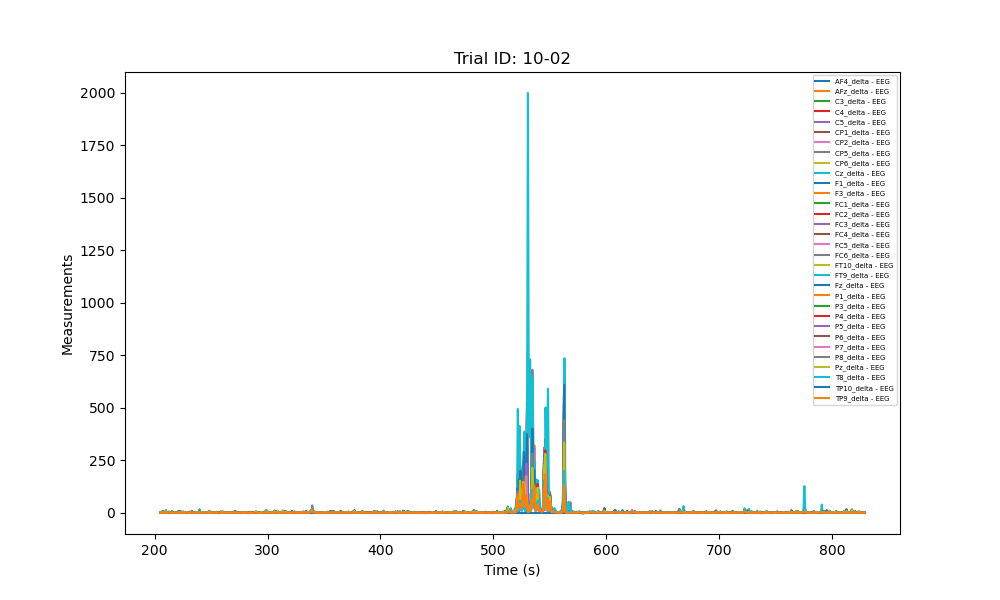 Trial ID: 10-02
2000
1750
1500
1250
1000
750
500
250
0
Measurements
200
300
400
500
600
700
800
Time (s)
AF4_delta - EEG
AFz_delta - EEG
C3_delta - EEG
C4_delta - EEG
C5_delta - EEG
CP1_delta - EEG
CP2_delta - EEG
CP5_delta - EEG
CP6_delta - EEG
Cz_delta - EEG
F1_delta - EEG
F3_delta - EEG
FC1_delta - EEG
FC2_delta - EEG
FC3_delta - EEG
FC4_delta - EEG
FC5_delta - EEG
FC6_delta - EEG
FT10_delta - EEG
FT9_delta - EEG
Fz_delta - EEG
P1_delta - EEG
P3_delta - EEG
P4_delta - EEG
P5_delta - EEG
P6_delta - EEG
P7_delta - EEG
P8_delta - EEG
Pz_delta - EEG
T8_delta - EEG
TP10_delta - EEG
TP9_delta - EEG